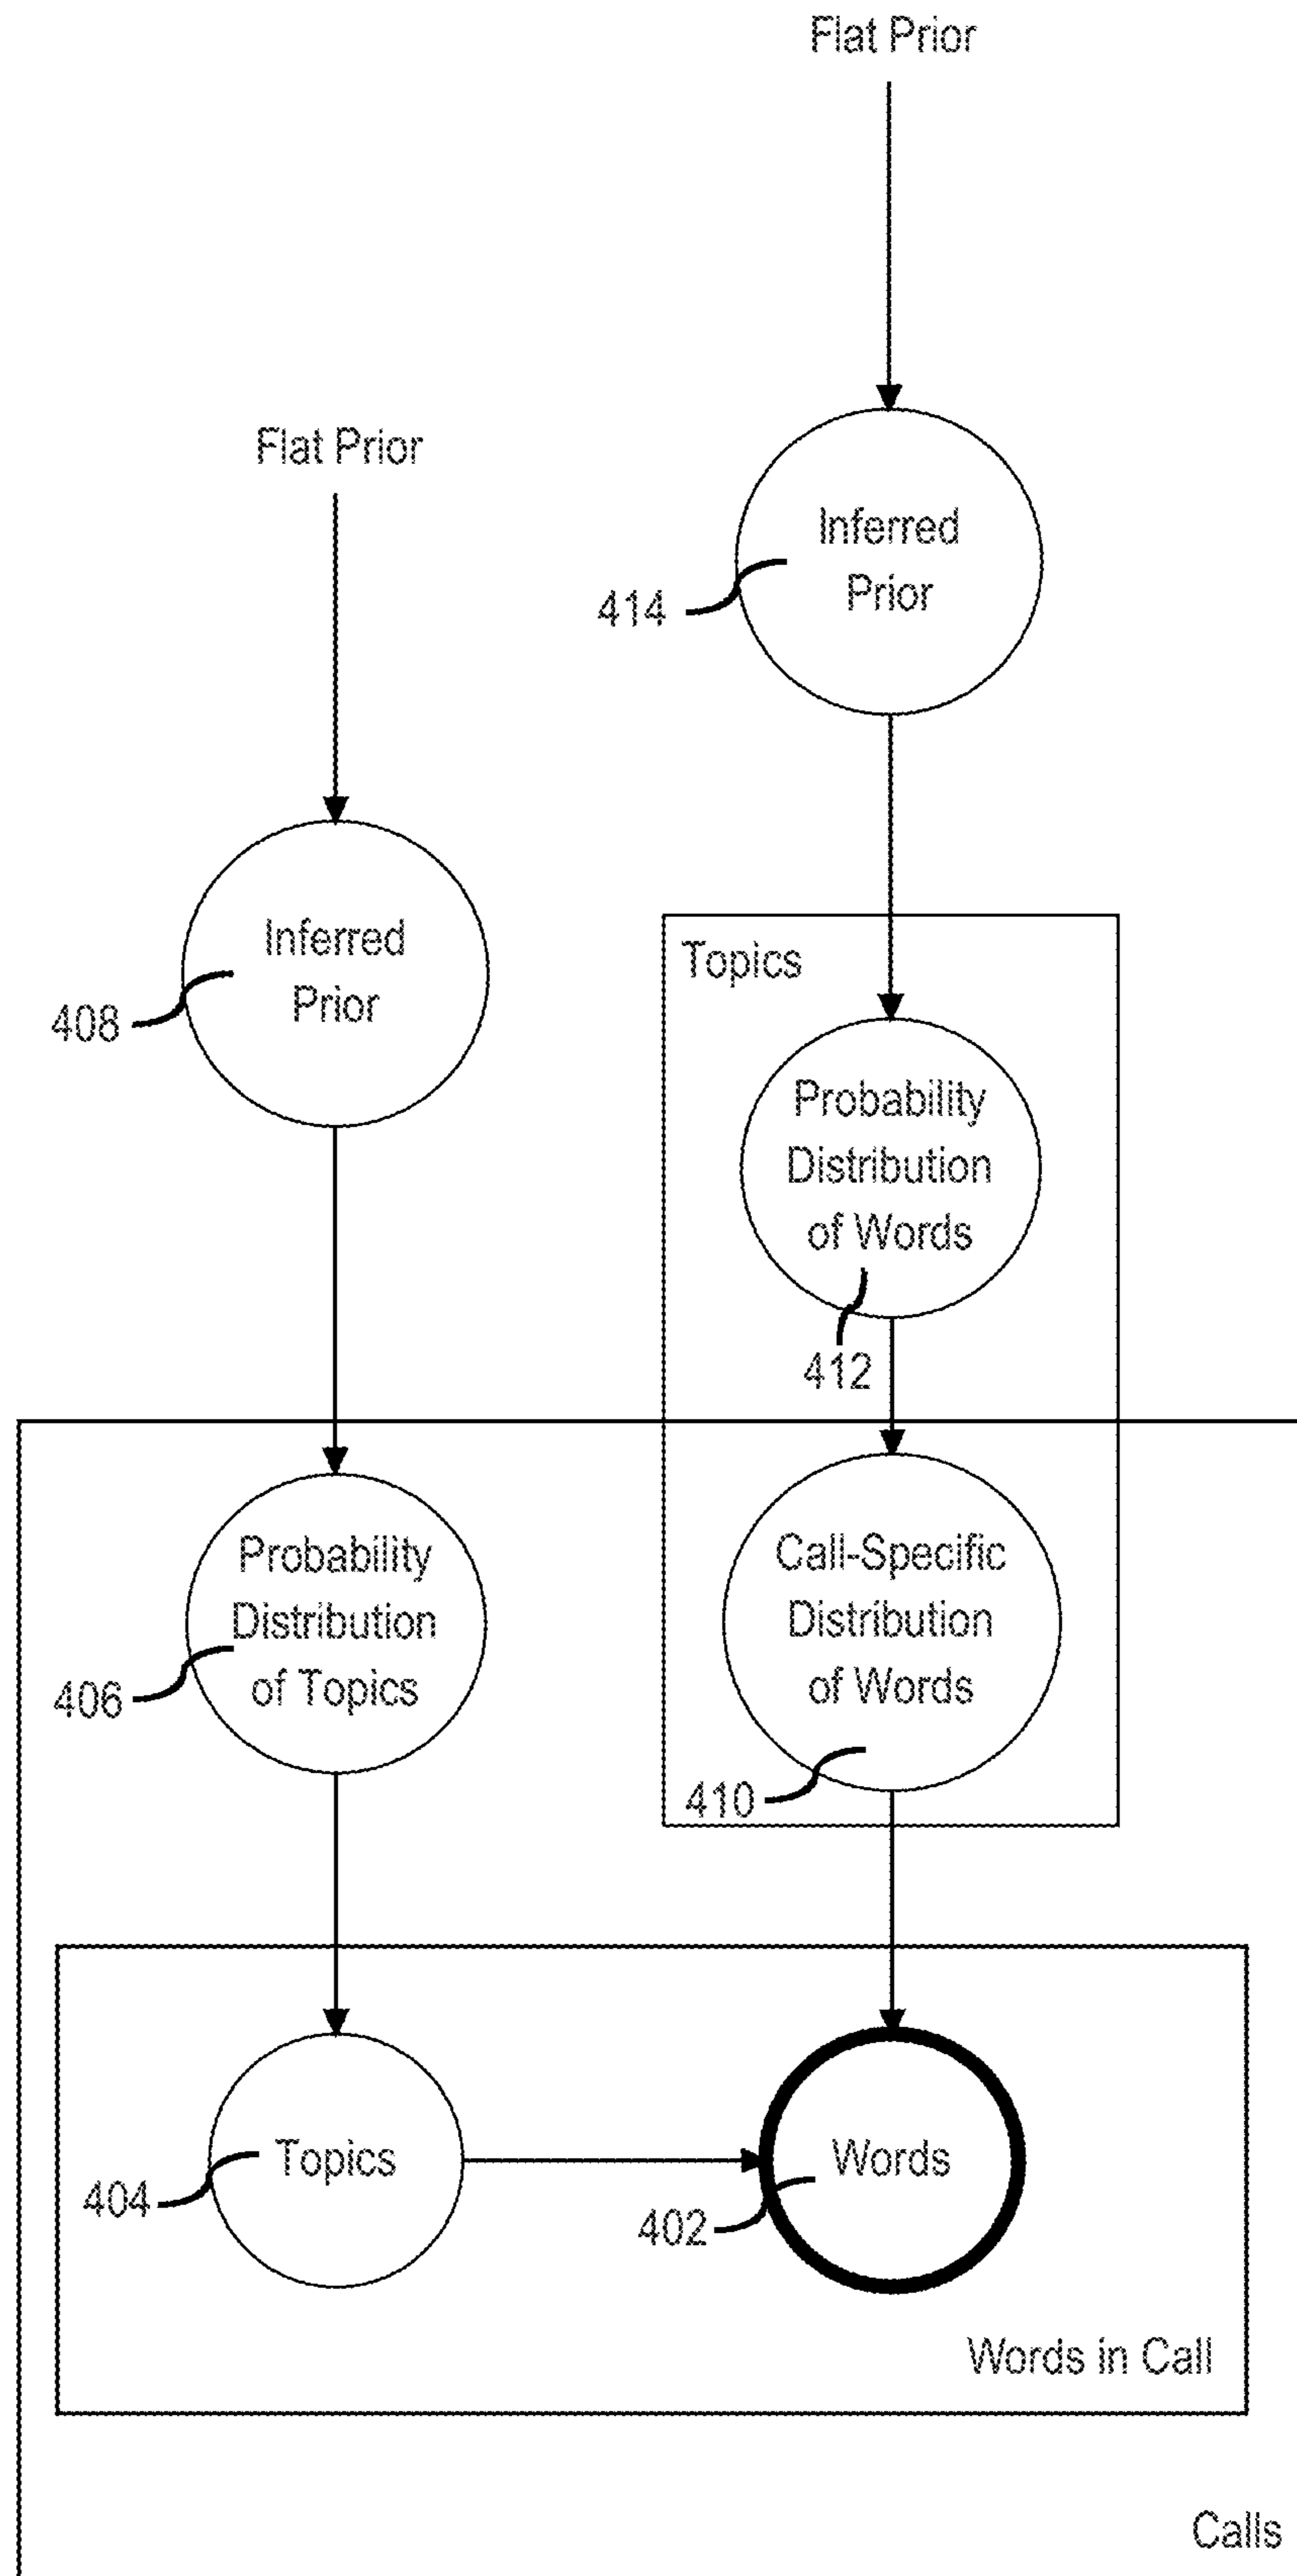 Flat Prior
Flat Prior
Inferred
Prior
414
Inferred
Prior
408
Topics
Probability
Distribution
of Words
412
Probability
Distribution
of Topics
406
Call-Specific
Distribution
of Words
410
Topics
404
Words
402
Words in Call
Calls